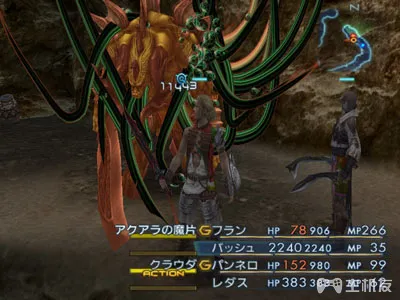 N
11443
アクアラの魔片 G フラン HP 78 906 MP 266
バッシュ 2240 2240 MP 35
クラウダ G パンネロ HP 152 980 MP 99
ACTION
レダス HP 383